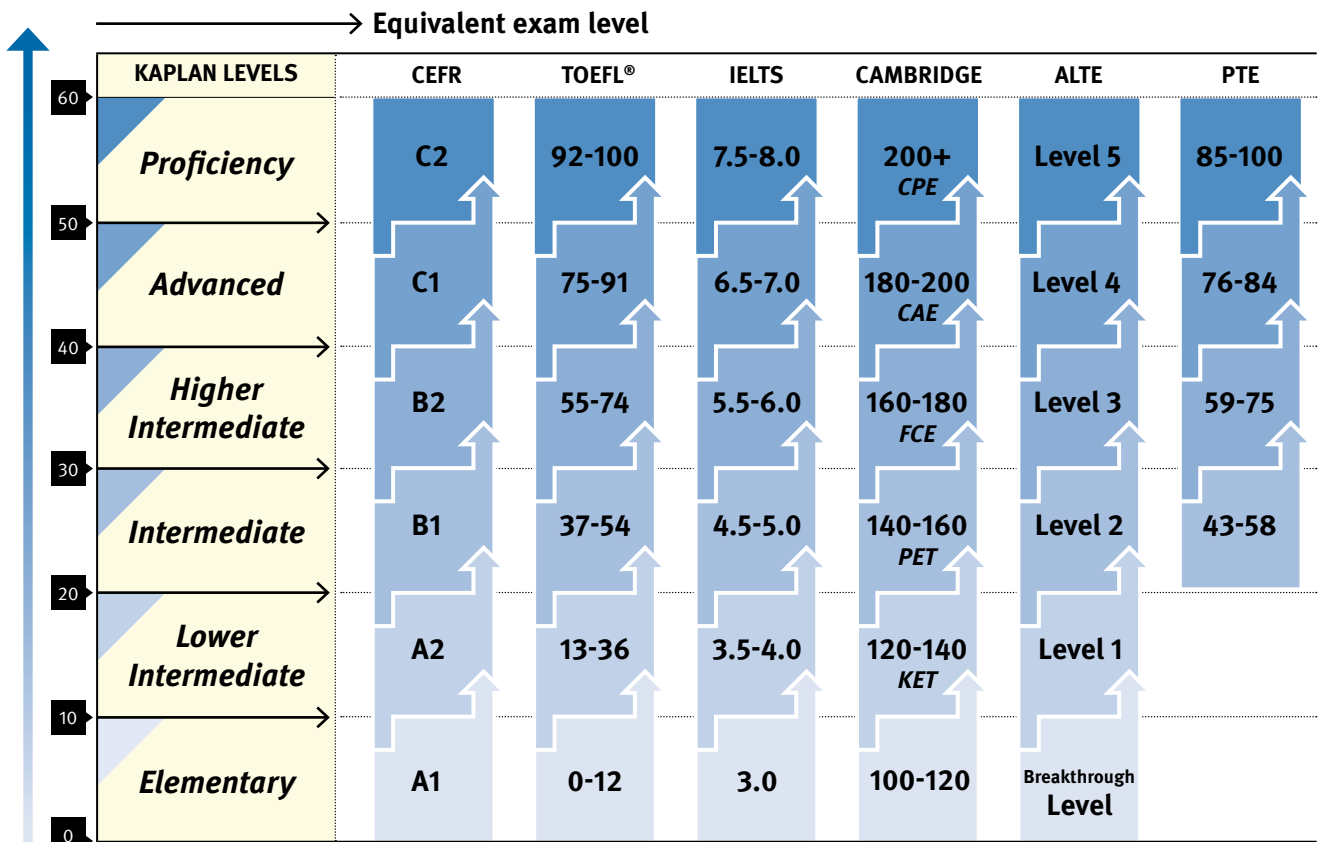 Equivalent exam level
KAPLAN LEVELS CEFR TOEFL® IELTS CAMBRIDGE ALTE PTE
60
Proficiency C2 92-100 7.5-8.0 200+ Level 5 85-100
CPE
50
Advanced C1 75-91 6.5-7.0 180-200 Level 4 76-84
CAE
40
Higher
Intermediate B2 55-74 5.5-6.0 160-180 Level 3 59-75
FCE
30
Intermediate B1 37-54 4.5-5.0 140-160 Level 2 43-58
PET
20
Lower
Intermediate A2 13-36 3.5-4.0 120-140 Level 1
KET
10
Elementary A1 0-12 3.0 100-120 Breakthrough
Level
0